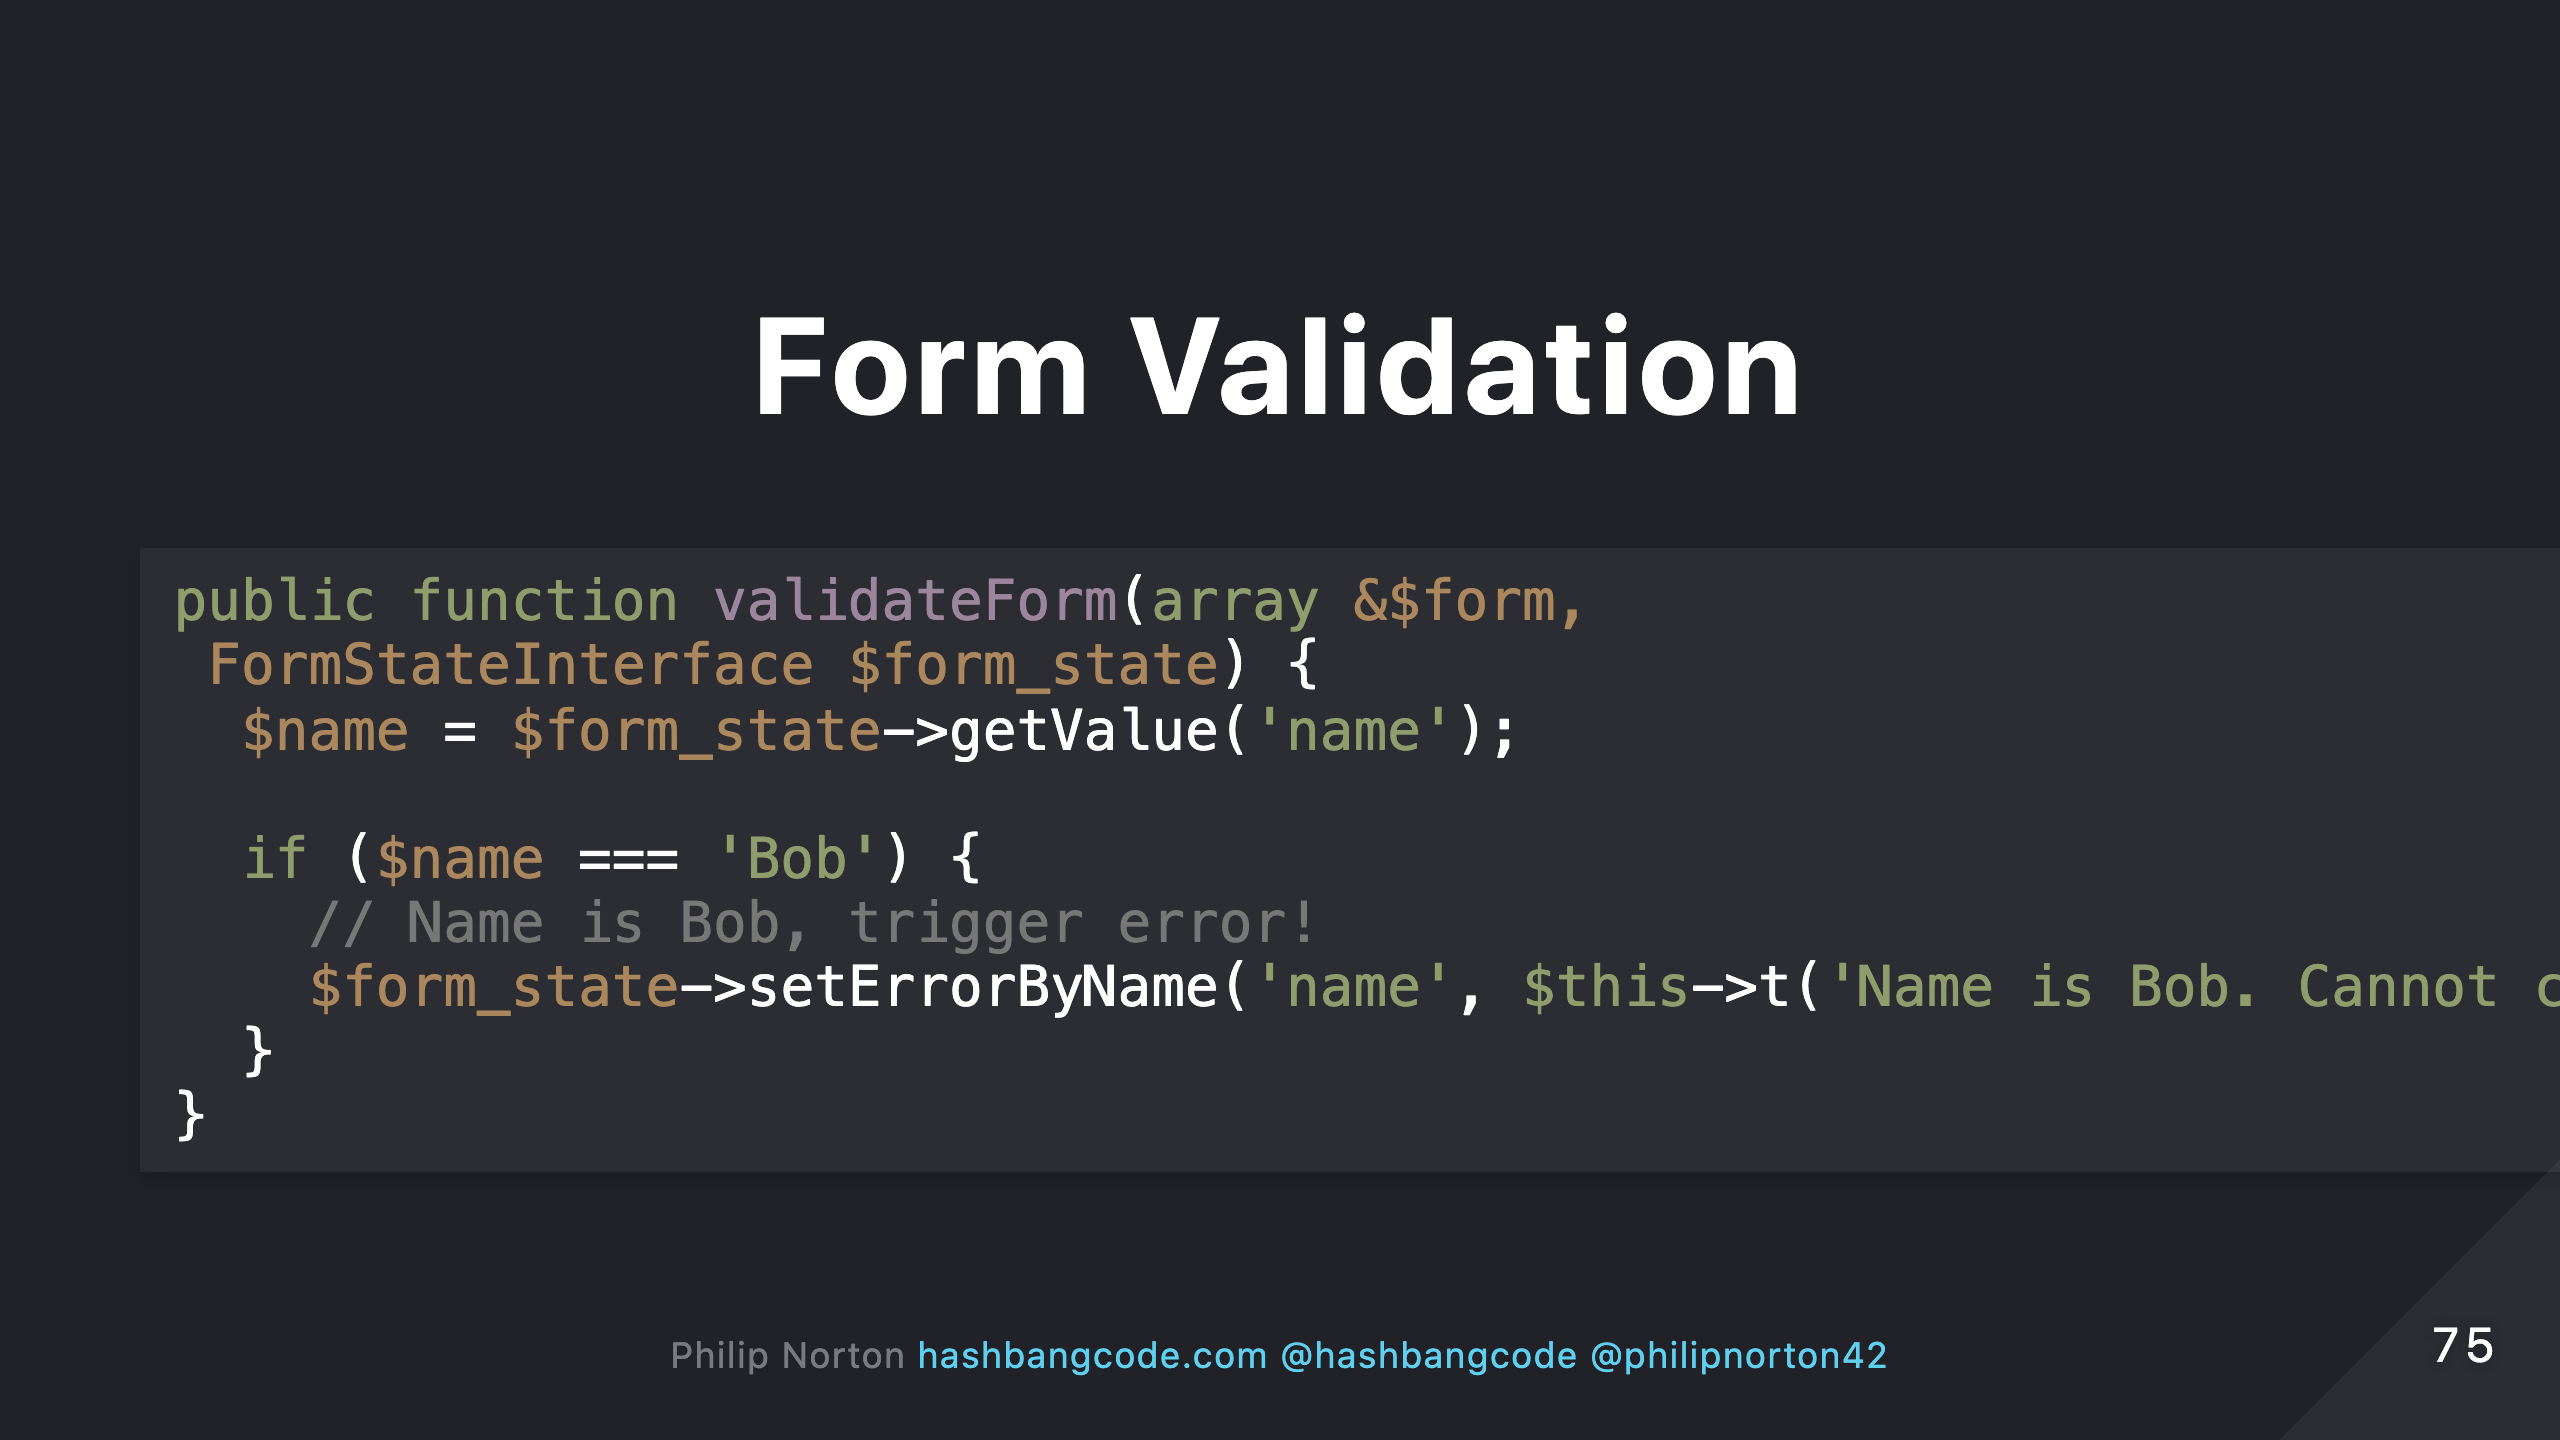 Form Validation
public function validateForm(array &$form,
 FormStateInterface $form_state) {
  $name = $form_state->getValue('name');

  if ($name === 'Bob') {
    // Name is Bob, trigger error!
    $form_state->setErrorByName('name', $this->t('Name is Bob. Cannot
  }
}
Philip Norton hashbangcode.com @hashbangcode @philipnorton42
75